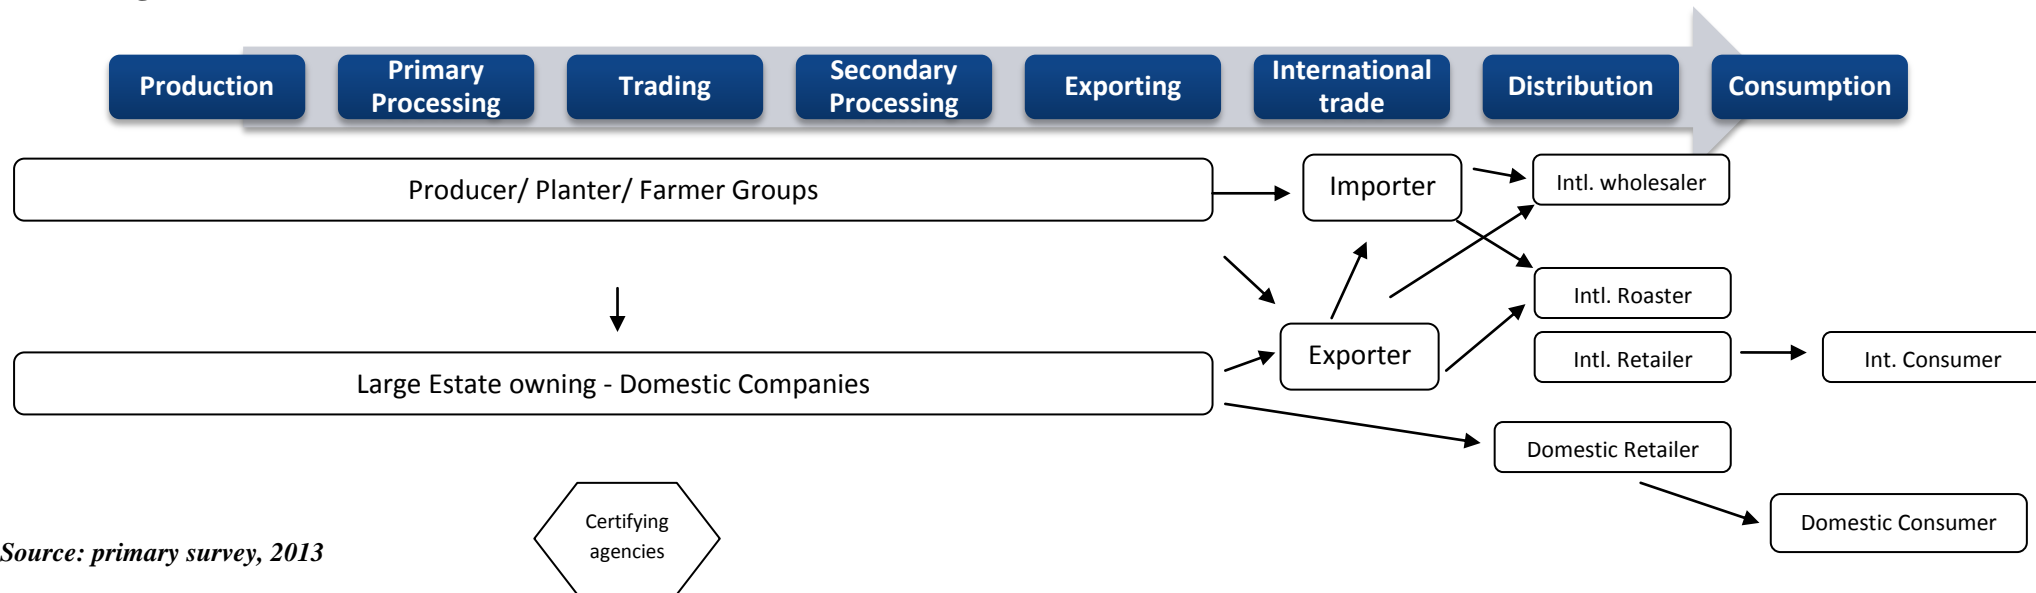 Production
Primary
Processing
Trading
Secondary
Processing
Exporting
International
trade
Distribution
Consumption
Producer/ Planter/ Farmer Groups
Importer
Intl. wholesaler
Intl. Roaster
Exporter
Intl. Retailer
Int. Consumer
Large Estate owning - Domestic Companies
Domestic Retailer
Certifying
agencies
Domestic Consumer
Source: primary survey, 2013